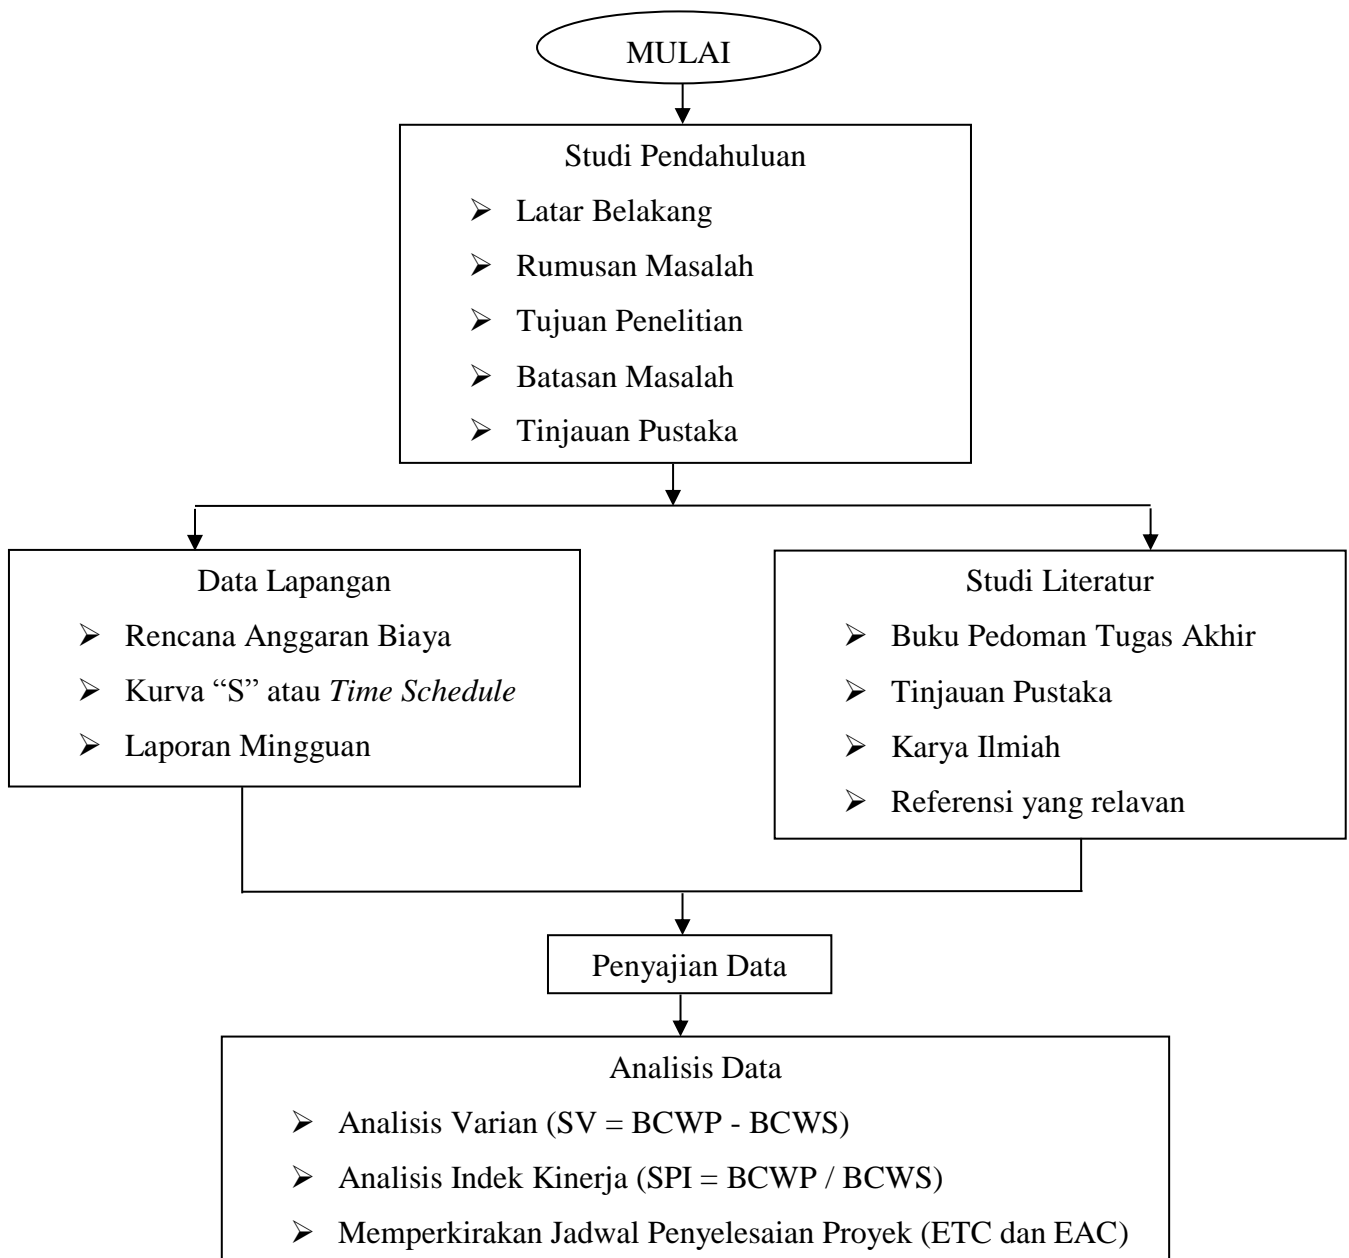 MULAI
Studi Pendahuluan
➢ Latar Belakang
➢ Rumusan Masalah
➢ Tujuan Penelitian
➢ Batasan Masalah
➢ Tinjauan Pustaka
Data Lapangan
➢ Rencana Anggaran Biaya
➢ Kurva “S” atau Time Schedule
➢ Laporan Mingguan
Studi Literatur
➢ Buku Pedoman Tugas Akhir
➢ Tinjauan Pustaka
➢ Karya Ilmiah
➢ Referensi yang relavan
Penyajian Data
Analisis Data
➢ Analisis Varian (SV = BCWP - BCWS)
➢ Analisis Indek Kinerja (SPI = BCWP / BCWS)
➢ Memperkirakan Jadwal Penyelesaian Proyek (ETC dan EAC)